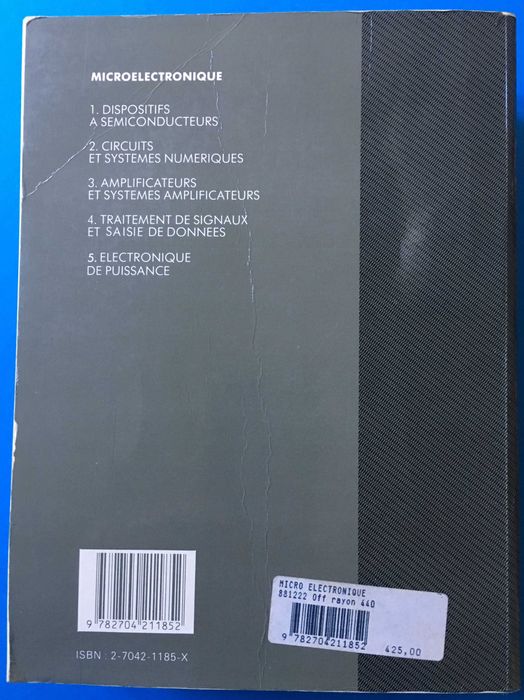 MICROELECTRONIQUE
1. DISPOSITIFS
A SEMICONDUCTEURS
2. CIRCUITS
ET SYSTEMES NUMERIQUES
3. AMPLIFICATEURS
ET SYSTEMES AMPLIFICATEURS
4. TRAITEMENT DE SIGNAUX
ET SAISIE DE DONNEES
5. ELECTRONIQUE
DE PUISSANCE
9 782704 211852
ISBN : 2-7042-1185-X
MICRO ELECTRONIQUE
881222 Off rayon 440
9 782704 211852
425,00